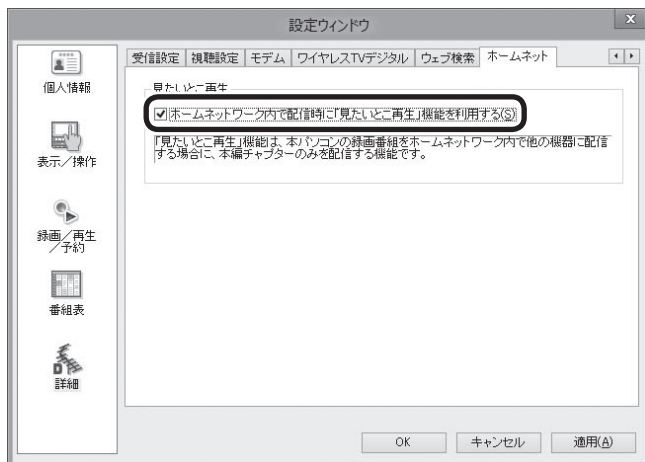 設定ウィンドウ
x
個人情報
表示／操作
録画／再生
／予約
番組表
詳細
受信設定 視聴設定 モデム ワイヤレスTVデジタル ウェブ検索 ホームネット
見たいとこ再生
ホームネットワーク内で配信時に「見たいとこ再生」機能を利用する(S)
「見たいとこ再生」機能は、本パソコンの録画番組をホームネットワーク内で他の機器に配信
する場合に、本編チャプターのみを配信する機能です。
OK キャンセル 適用(A)